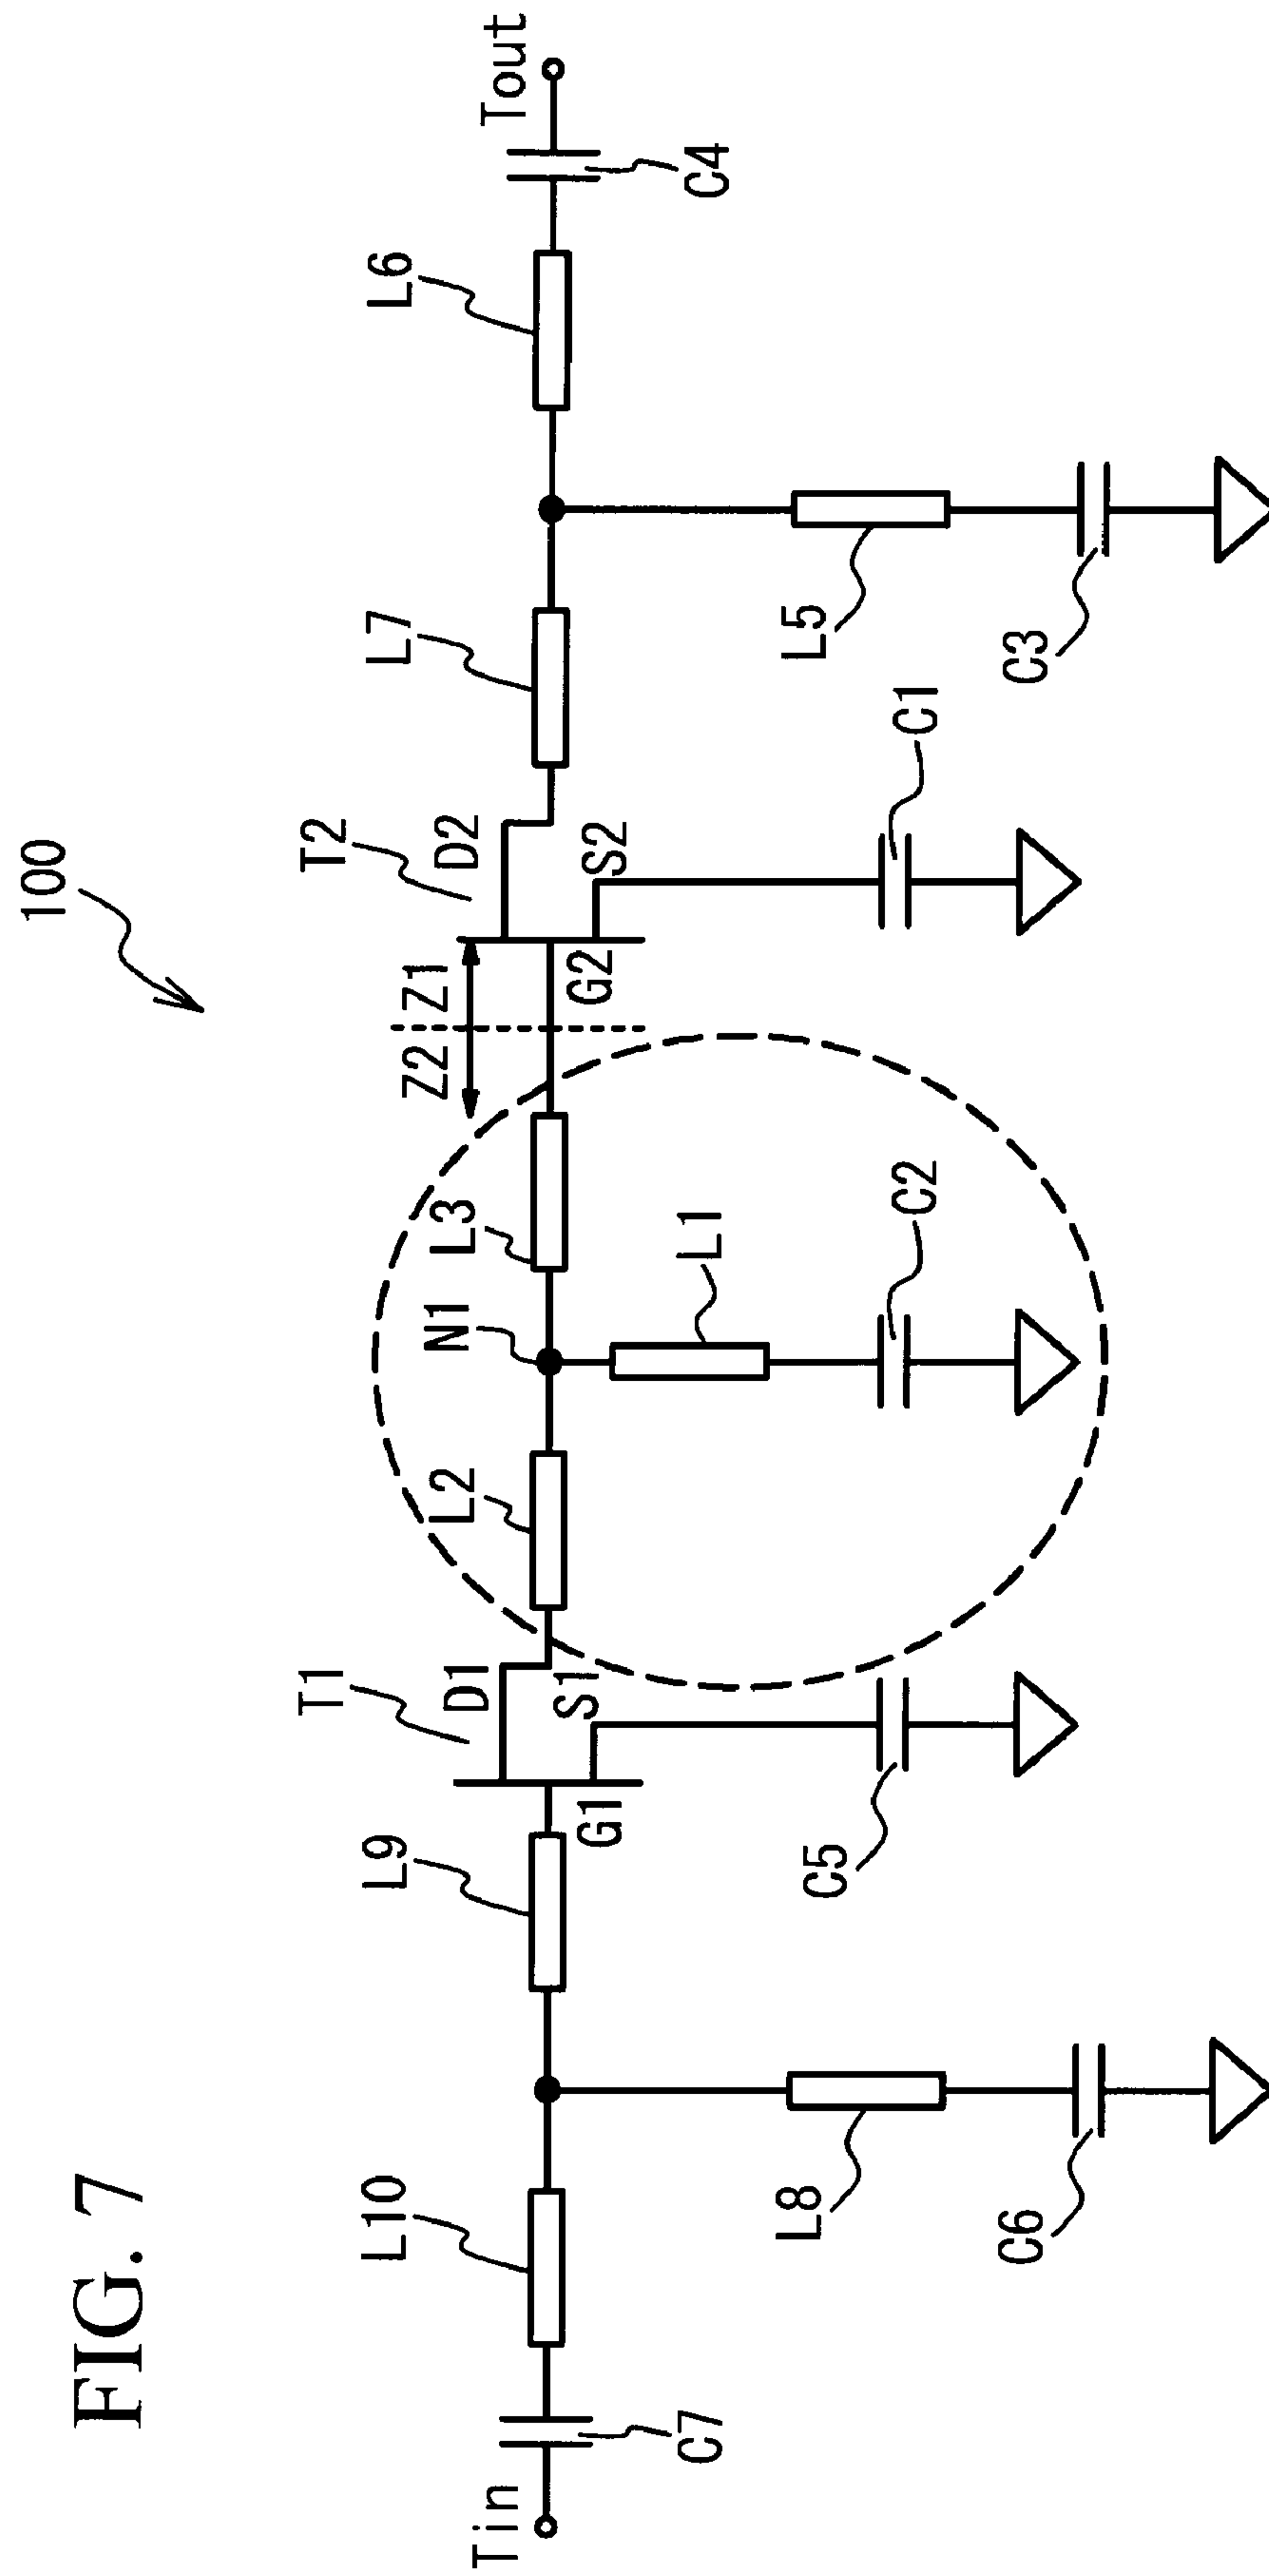 FIG. 7
100
Tin
C7
L10
L8
C6
L9
G1
T1
D1
S1
C5
L2
N1
L3
L1
C2
Z2
Z1
G2
T2
D2
S2
C1
L7
L5
C3
L6
C4
Tout